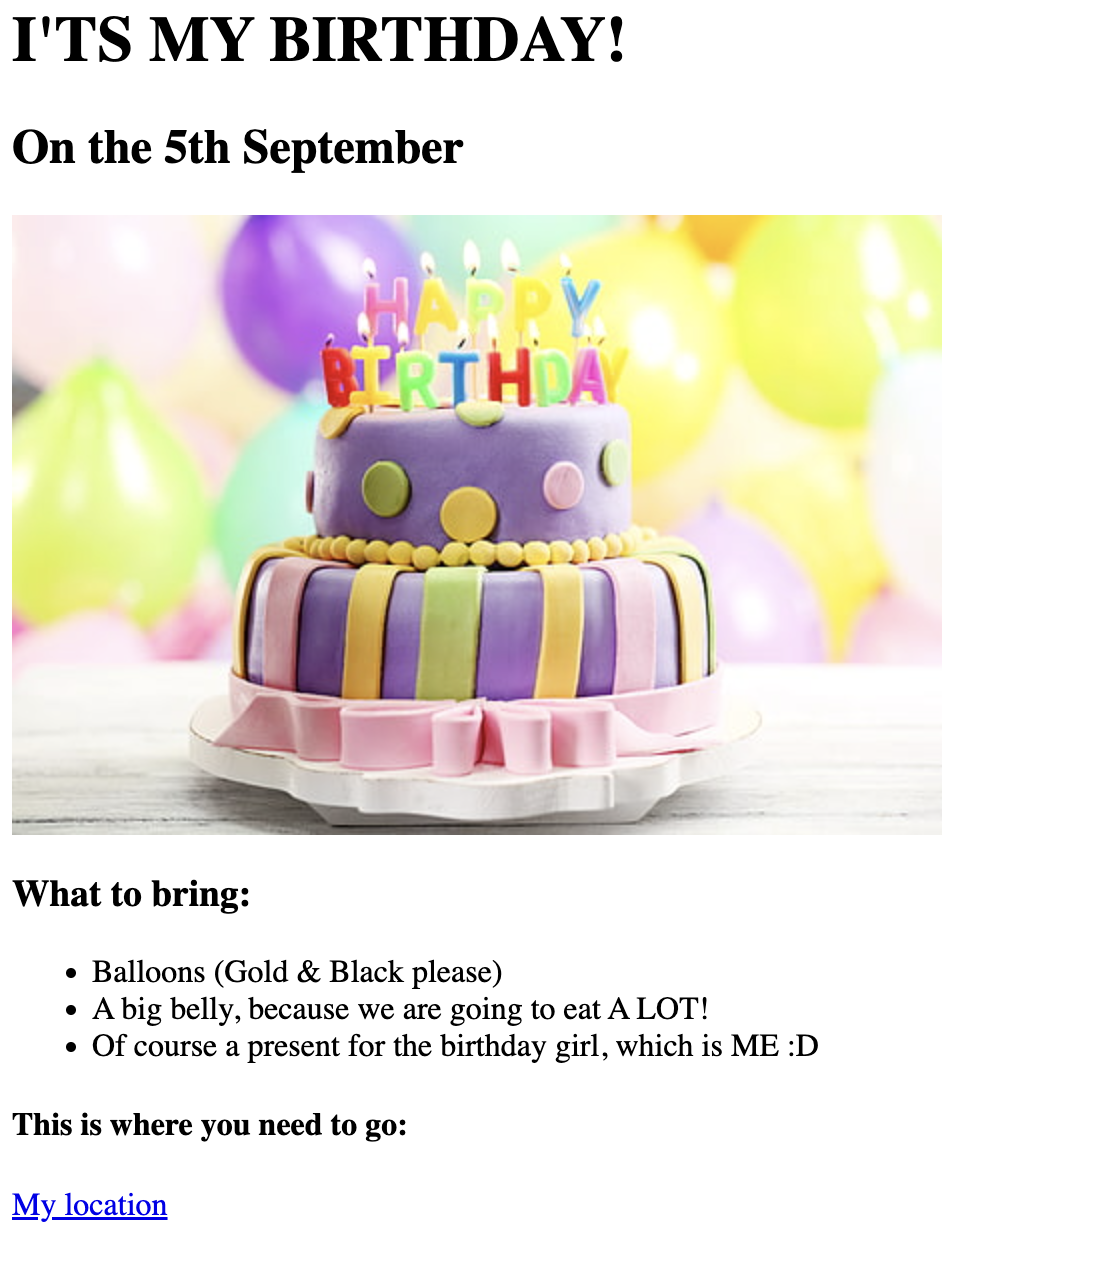 I'TS MY BIRTHDAY!
On the 5th September
HAPPY
BIRTHDAY
What to bring:
Balloons (Gold & Black please)
A big belly, because we are going to eat A LOT!
Of course a present for the birthday girl, which is ME :D
This is where you need to go:
My location